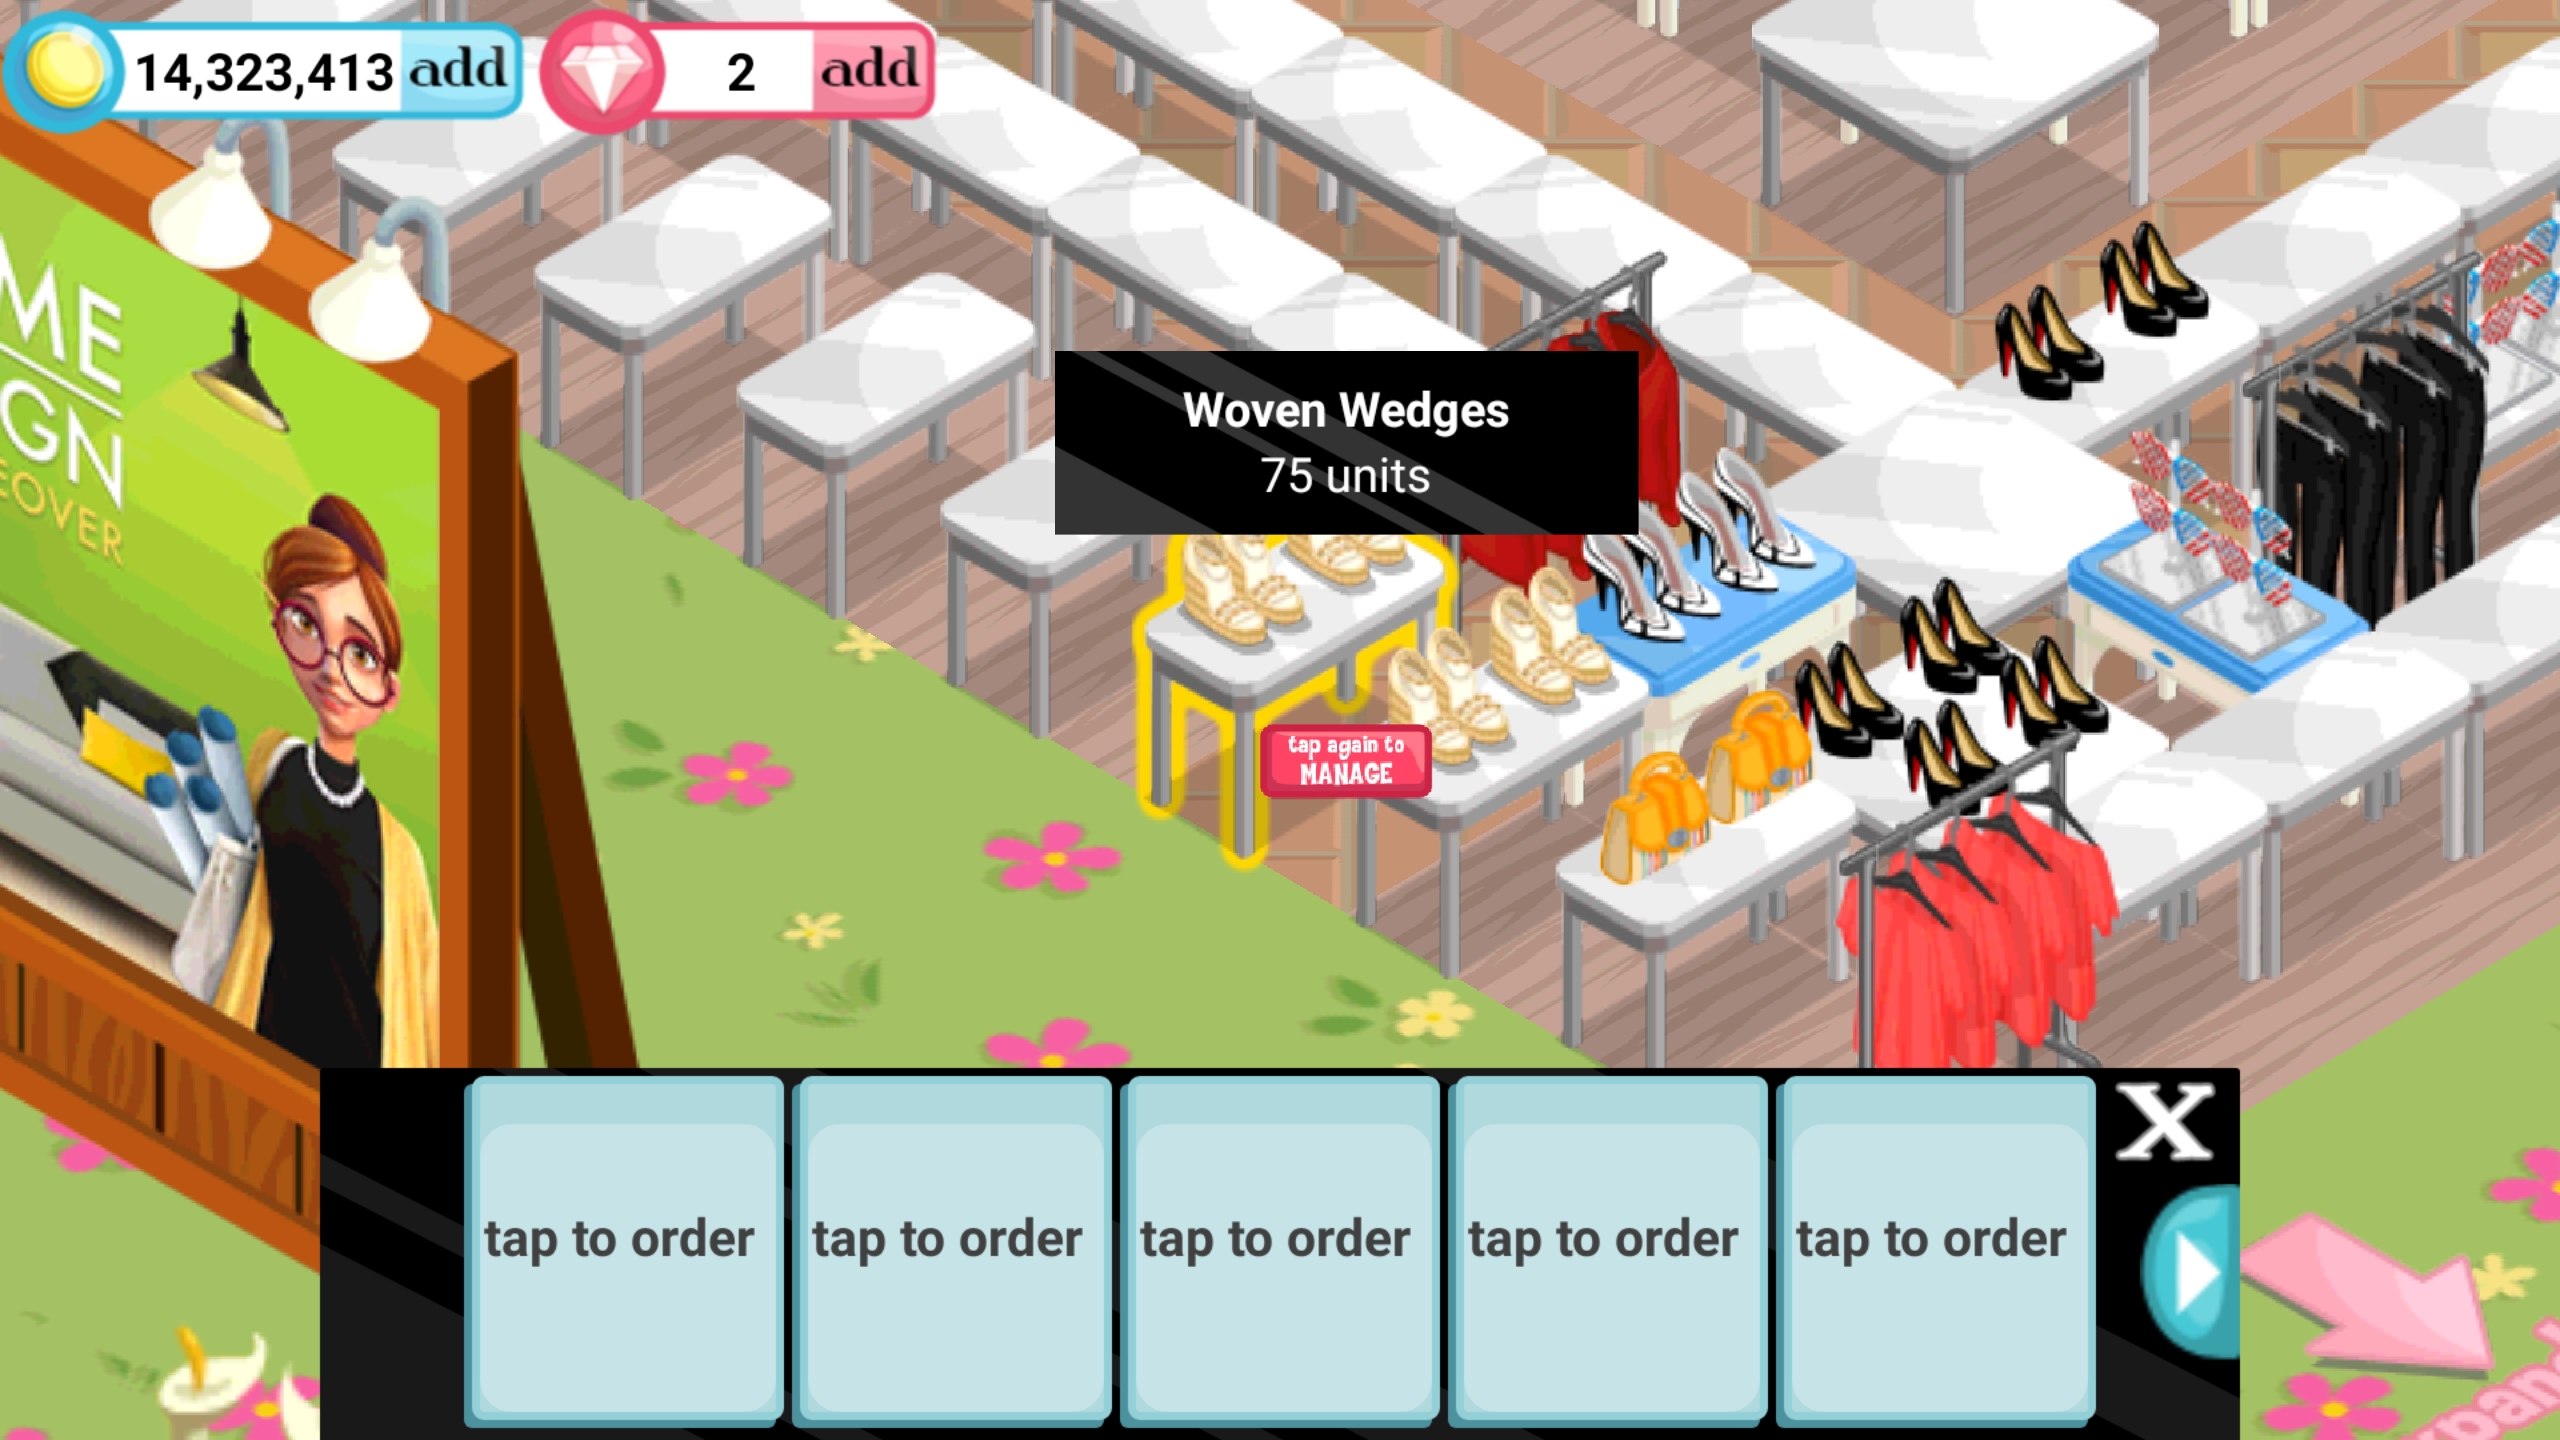 14,323,413 add
2 add
ME
GN
EOVER
Woven Wedges
75 units
tap again to
MANAGE
X
tap to order
tap to order
tap to order
tap to order
tap to order